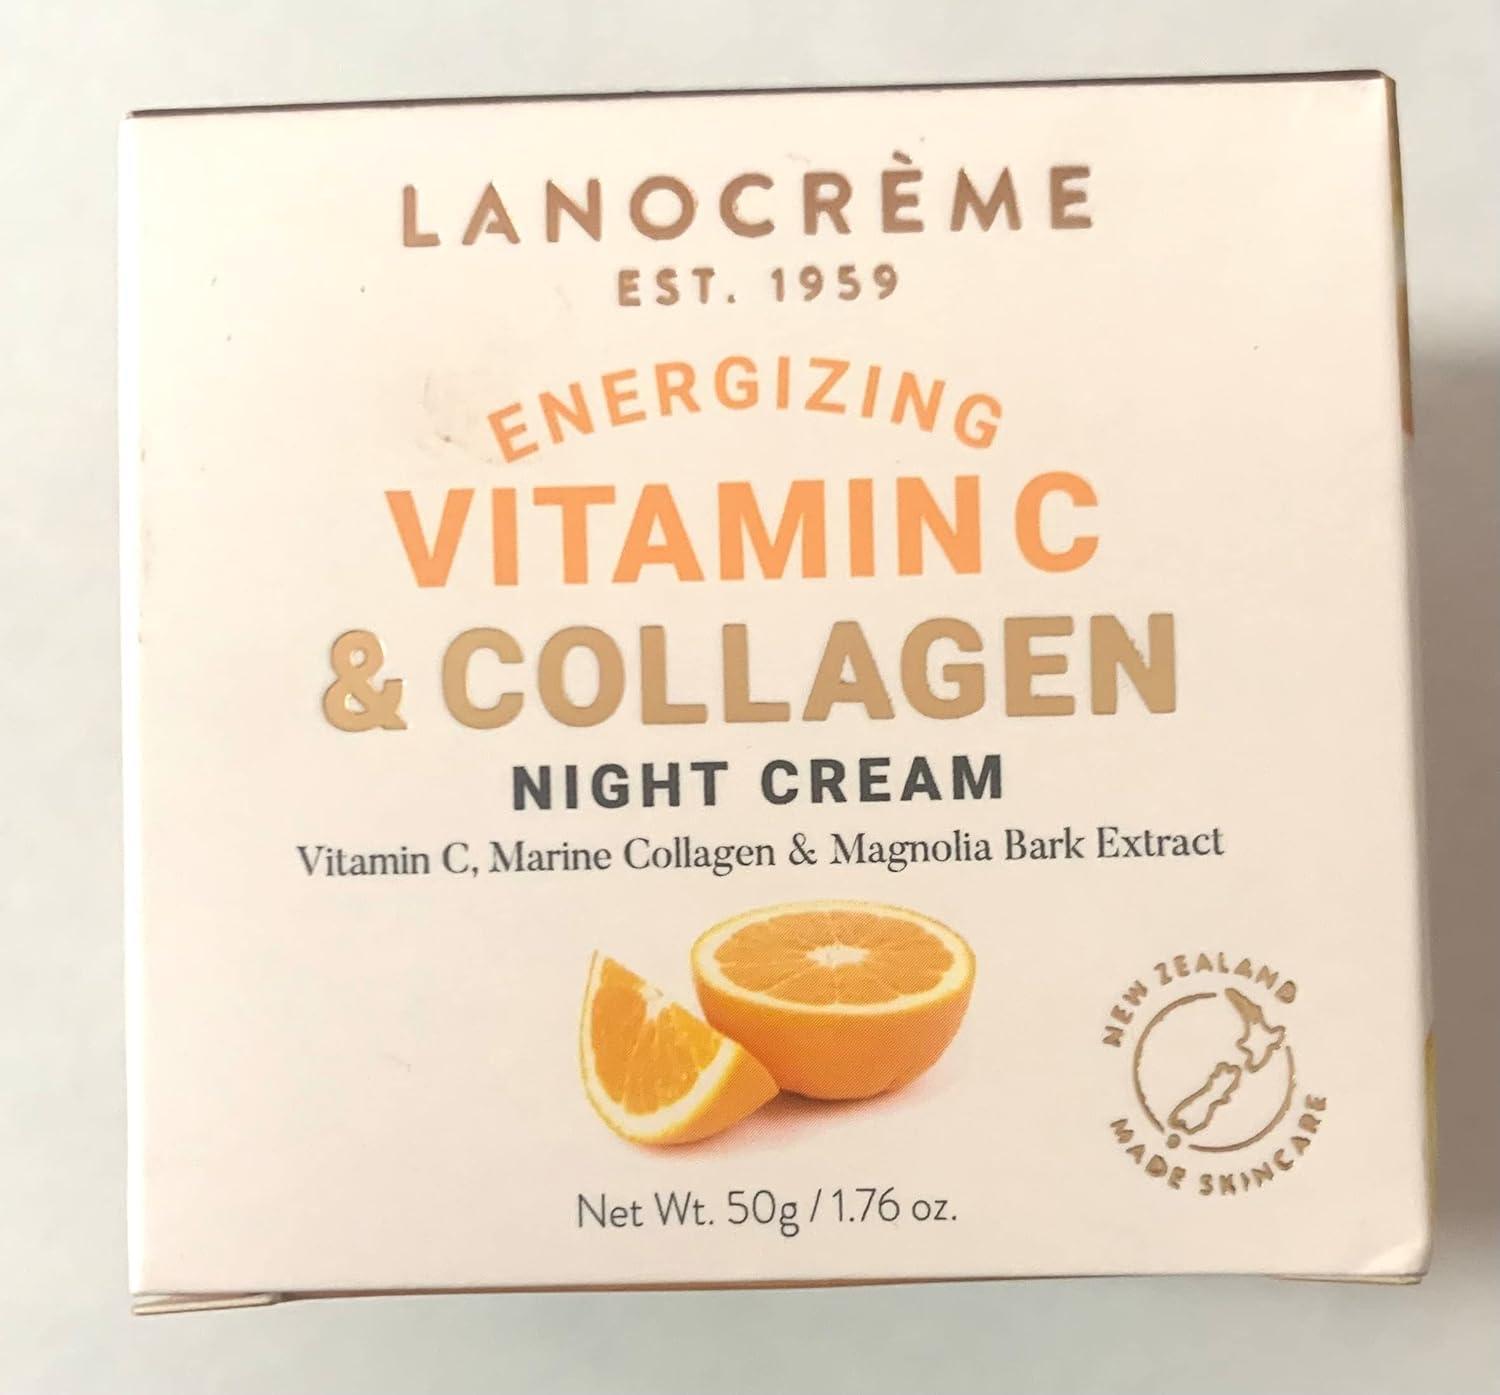 LANOCRÈME
EST. 1959
ENERGIZING
VITAMIN C
& COLLAGEN
NIGHT CREAM
Vitamin C, Marine Collagen & Magnolia Bark Extract
NEW ZEALAND
MADE SKINCARE
Net Wt. 50g / 1.76 oz.